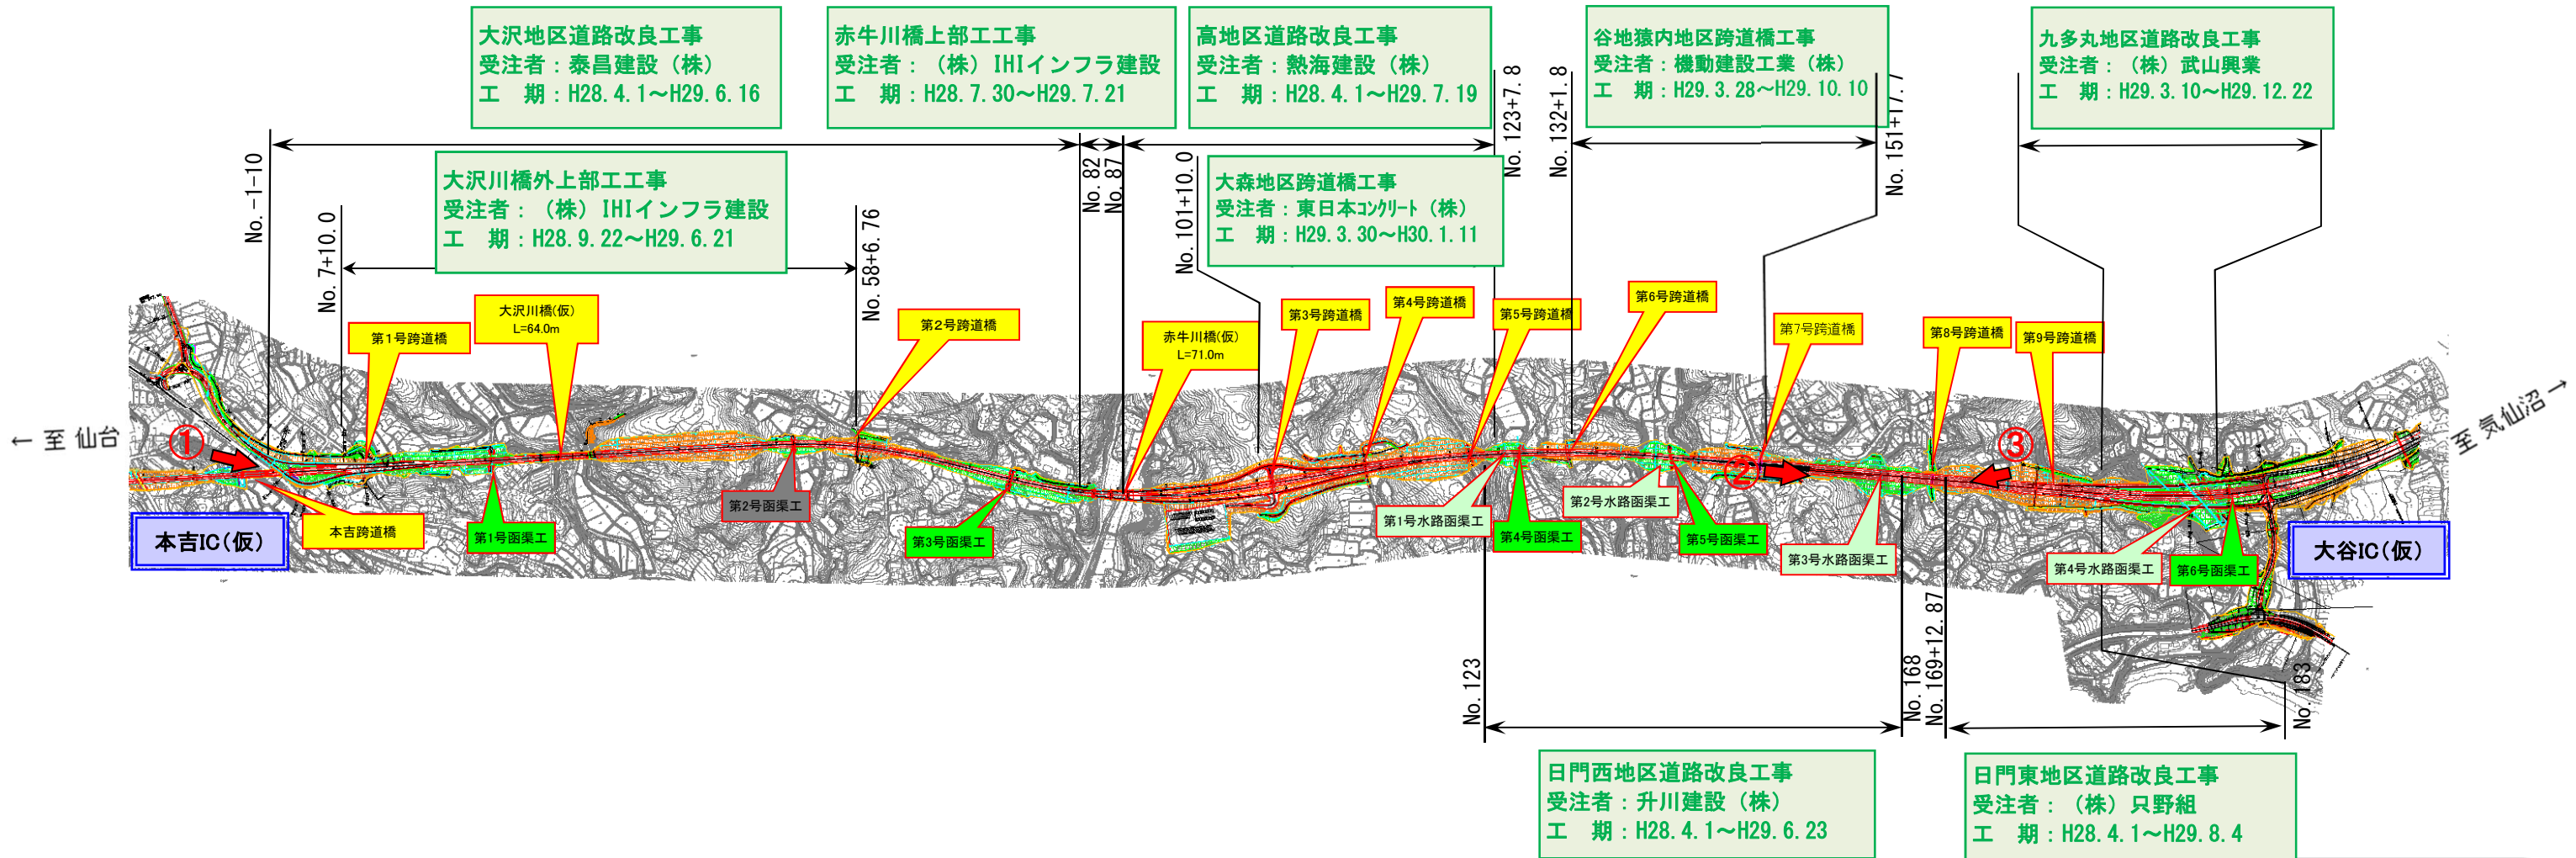 大沢地区道路改良工事
受注者：泰昌建設（株）
工　期：H28.4.1～H29.6.16
赤牛川橋上部工工事
受注者：（株）IHIインフラ建設
工　期：H28.7.30～H29.7.21
高地区道路改良工事
受注者：熱海建設（株）
工　期：H28.4.1～H29.7.19
谷地猿内地区跨道橋工事
受注者：機動建設工業（株）
工　期：H29.3.28～H29.10.10
九多丸地区道路改良工事
受注者：（株）武山興業
工　期：H29.3.10～H29.12.22
大沢川橋外上部工工事
受注者：（株）IHIインフラ建設
工　期：H28.9.22～H29.6.21
大森地区跨道橋工事
受注者：東日本ｺﾝｸﾘｰﾄ（株）
工　期：H29.3.30～H30.1.11
No.-1-10
No.7+10.0
No.58+6.76
No.82
No.87
No.101+10.0
No.123+7.8
No.132+1.8
No.151+17.7
第1号跨道橋
大沢川橋(仮)
L=64.0m
第2号跨道橋
赤牛川橋(仮)
L=71.0m
第3号跨道橋
第4号跨道橋
第5号跨道橋
第6号跨道橋
第7号跨道橋
第8号跨道橋
第9号跨道橋
← 至 仙台
①
②
③
至 気仙沼 →
本吉IC(仮)
本吉跨道橋
第1号函渠工
第2号函渠工
第3号函渠工
第1号水路函渠工
第4号函渠工
第2号水路函渠工
第5号函渠工
第3号水路函渠工
第4号水路函渠工
第6号函渠工
大谷IC(仮)
No.123
No.168
No.169+12.87
No.183
日門西地区道路改良工事
受注者：升川建設（株）
工　期：H28.4.1～H29.6.23
日門東地区道路改良工事
受注者：（株）只野組
工　期：H28.4.1～H29.8.4